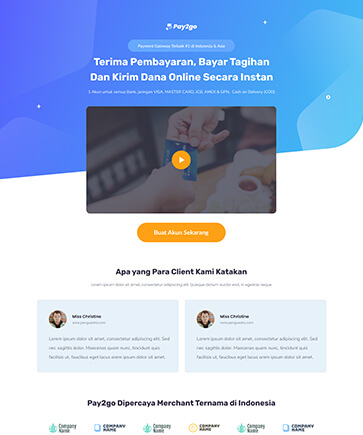 Pay2go
Payment Gateway Terbaik #1 di Indonesia & Asia
Terima Pembayaran, Bayar Tagihan
Dan Kirim Dana Online Secara Instan
1 Akun untuk semua Bank, jaringan VISA, MASTER CARD, JCB, AMEX & GPN, Cash on Delivery (COD)
Buat Akun Sekarang
Apa yang Para Client Kami Katakan
Lorem ipsum dolor sit amet, consectetur adipiscing elit. Quisque dictum auctor erat, in egestas neque
Miss Christine
www.penguasaho.com
Lorem ipsum dolor sit amet, consectetur adipiscing elit. Sed nec sagittis dolor. Maecenas quam nunc, tincidunt quis facilisis ut, faucibus eget lacus orem ipsum dolor sit amet.
Miss Christine
Lorem ipsum dolor sit amet, consectetur adipiscing elit. Sed nec sagittis dolor. Maecenas quam nunc, tincidunt quis facilisis ut, faucibus eget lacus orem ipsum dolor sit amet.
Pay2go Dipercaya Merchant Ternama di Indonesia
Company Name
COMPANY NAME
Company Name
COMPANY NAME
Company Name
COMPANY NAME